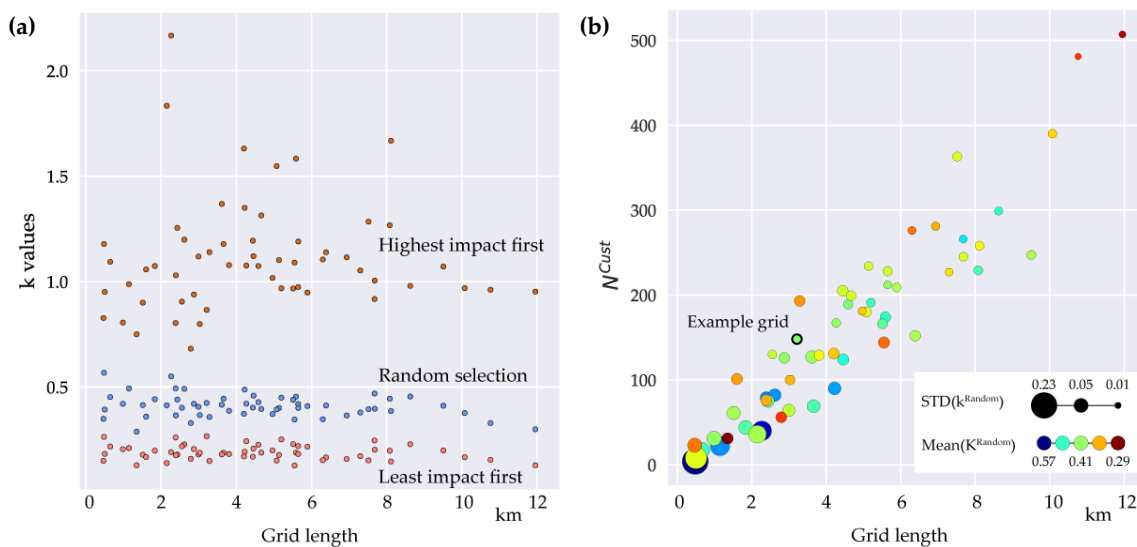 (a)
k values
2.0
1.5
1.0
0.5
Highest impact first
Random selection
Least impact first
0 2 4 6 8 10 12
km
Grid length
(b)
N^Cust
500
400
300
200
100
0
Example grid
0.23 0.05 0.01
STD(k^Random)
Mean(K^Random)
0.57 0.41 0.29
0 2 4 6 8 10 12
km
Grid length